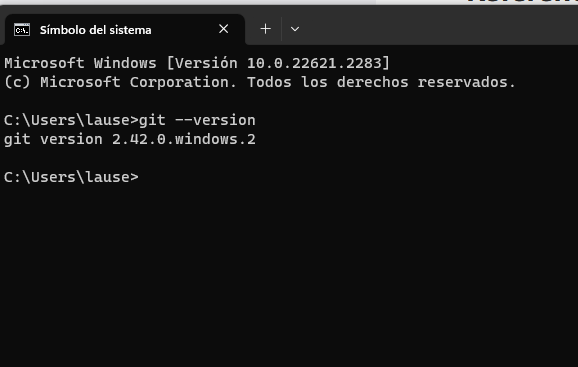 Símbolo del sistema
Microsoft Windows [Versión 10.0.22621.2283]
(c) Microsoft Corporation. Todos los derechos reservados.
C:\Users\lause>git --version
git version 2.42.0.windows.2
C:\Users\lause>